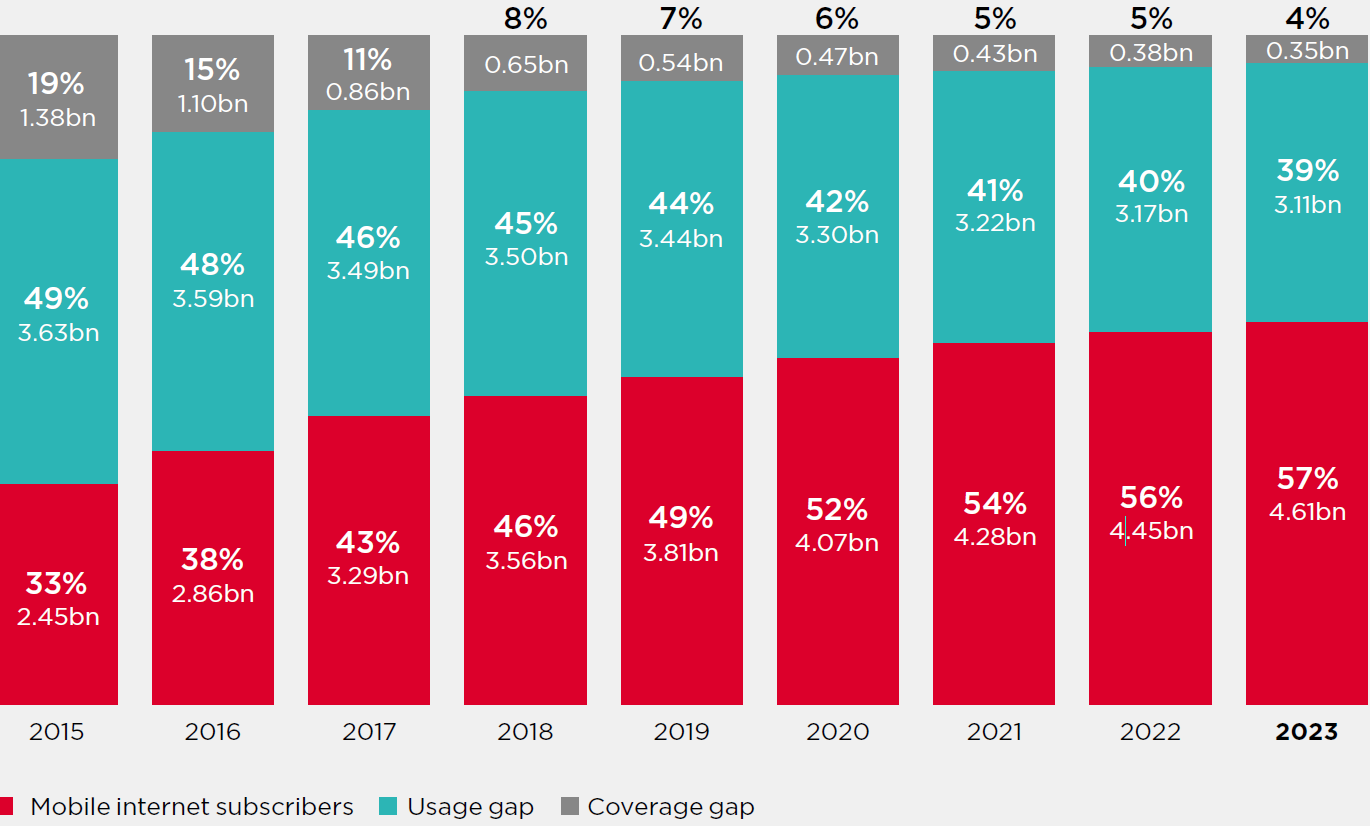 8% 7% 6% 5% 5% 4%
19% 15% 11% 0.65bn 0.54bn 0.47bn 0.43bn 0.38bn 0.35bn
1.38bn 1.10bn 0.86bn
49% 48% 46% 45% 44% 42% 41% 40% 39%
3.63bn 3.59bn 3.49bn 3.50bn 3.44bn 3.30bn 3.22bn 3.17bn 3.11bn
33% 38% 43% 46% 49% 52% 54% 56% 57%
2.45bn 2.86bn 3.29bn 3.56bn 3.81bn 4.07bn 4.28bn 4.45bn 4.61bn
2015 2016 2017 2018 2019 2020 2021 2022 2023
Mobile internet subscribers Usage gap Coverage gap